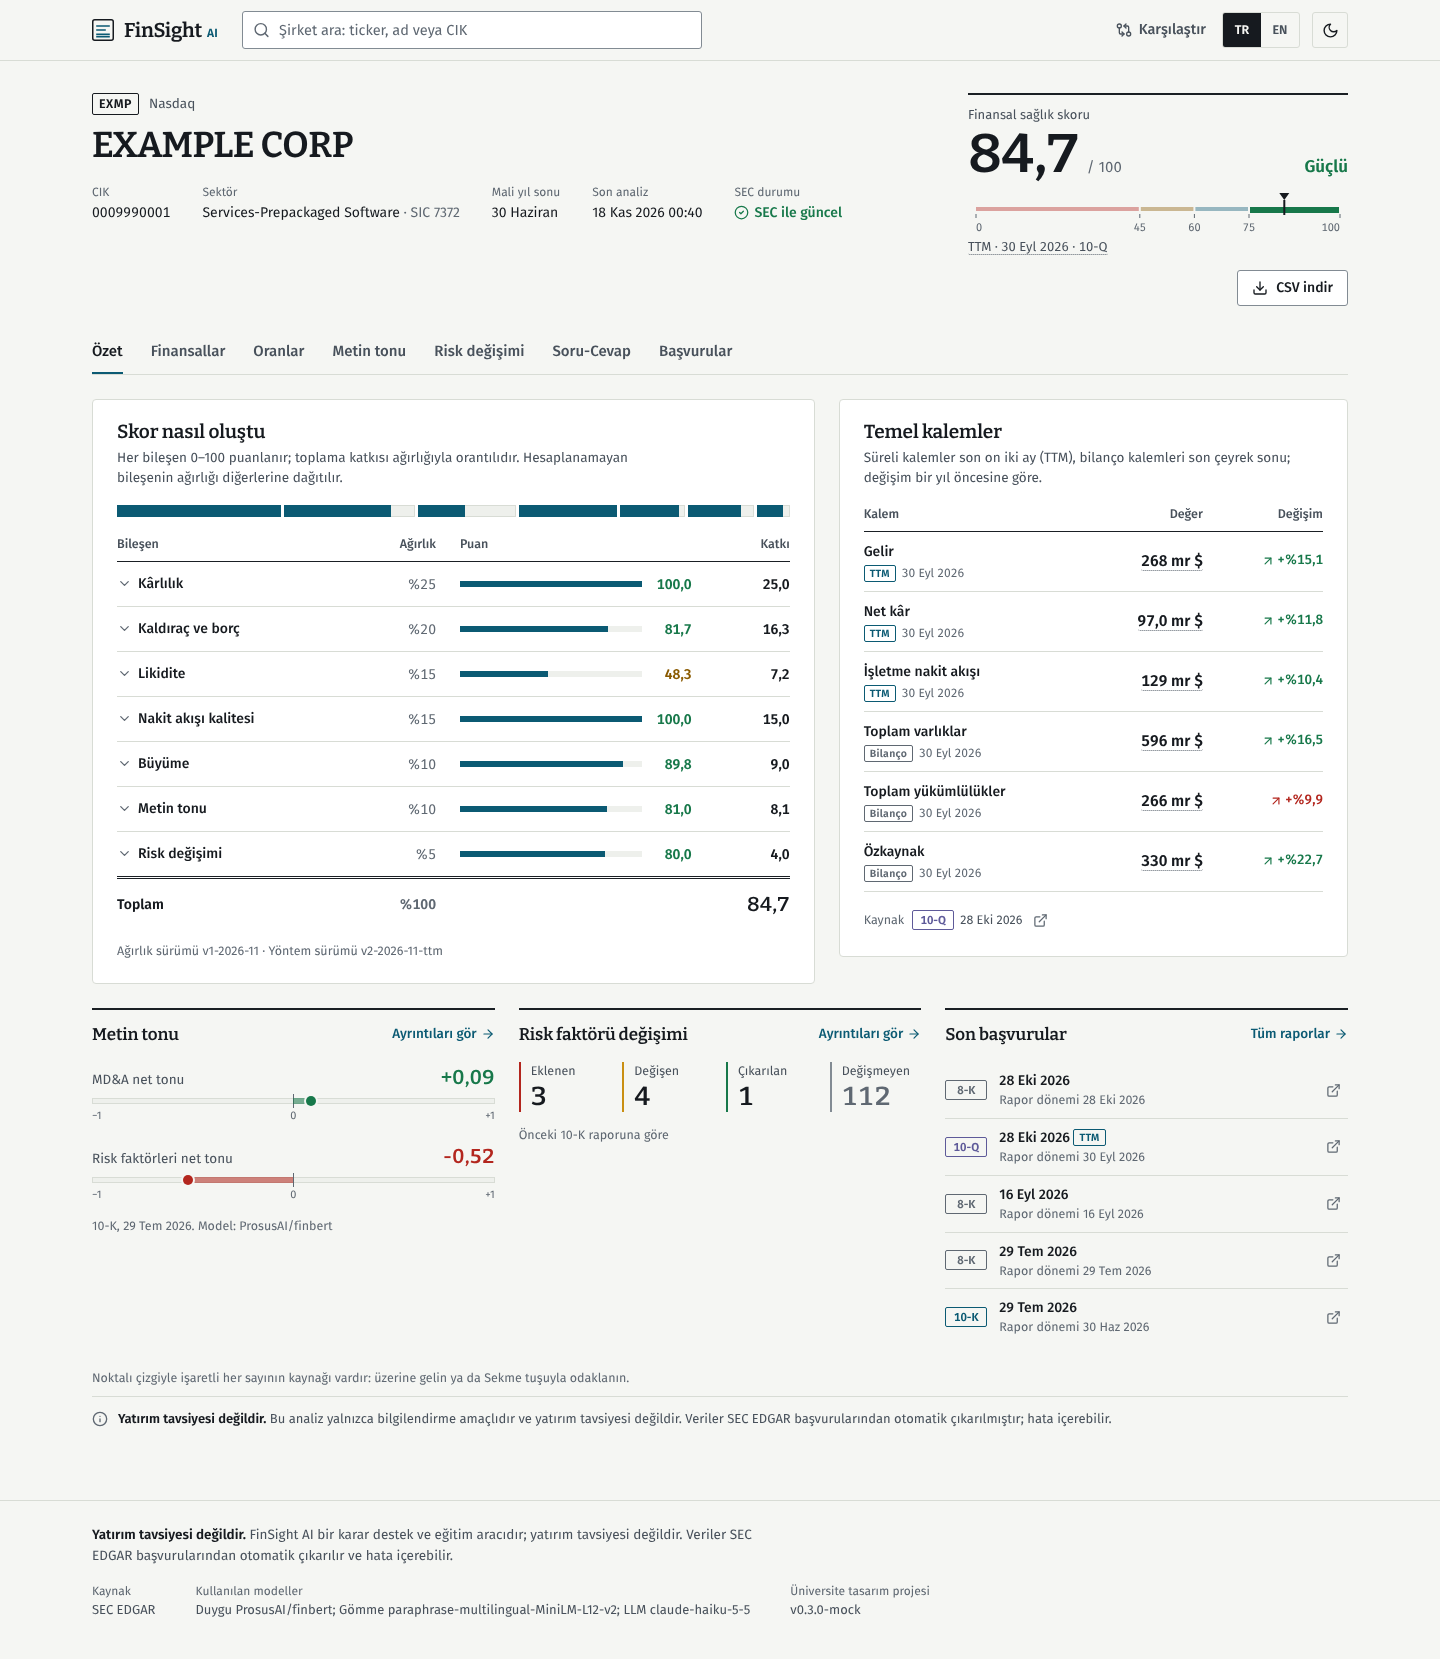 FinSight AI
Şirket ara: ticker, ad veya CIK
Karşılaştır
TR EN
EXMP Nasdaq
EXAMPLE CORP
CIK
0009990001
Sektör
Services-Prepackaged Software · SIC 7372
Mali yıl sonu
30 Haziran
Son analiz
18 Kas 2026 00:40
SEC durumu
SEC ile güncel
Finansal sağlık skoru
84,7 / 100 Güçlü
0 45 60 75 100
TTM · 30 Eyl 2026 · 10-Q
CSV indir
Özet Finansallar Oranlar Metin tonu Risk değişimi Soru-Cevap Başvurular
Skor nasıl oluştu
Her bileşen 0–100 puanlanır; toplama katkısı ağırlığıyla orantılıdır. Hesaplanamayan
bileşenin ağırlığı diğerlerine dağıtılır.
Bileşen Ağırlık Puan Katkı
Kârlılık %25 100,0 25,0
Kaldıraç ve borç %20 81,7 16,3
Likidite %15 48,3 7,2
Nakit akışı kalitesi %15 100,0 15,0
Büyüme %10 89,8 9,0
Metin tonu %10 81,0 8,1
Risk değişimi %5 80,0 4,0
Toplam %100 84,7
Ağırlık sürümü v1-2026-11 · Yöntem sürümü v2-2026-11-ttm
Temel kalemler
Süreli kalemler son on iki ay (TTM), bilanço kalemleri son çeyrek sonu;
değişim bir yıl öncesine göre.
Kalem Değer Değişim
Gelir
TTM 30 Eyl 2026
268 mr $ +%15,1
Net kâr
TTM 30 Eyl 2026
97,0 mr $ +%11,8
İşletme nakit akışı
TTM 30 Eyl 2026
129 mr $ +%10,4
Toplam varlıklar
Bilanço 30 Eyl 2026
596 mr $ +%16,5
Toplam yükümlülükler
Bilanço 30 Eyl 2026
266 mr $ +%9,9
Özkaynak
Bilanço 30 Eyl 2026
330 mr $ +%22,7
Kaynak 10-Q 28 Eki 2026
Metin tonu Ayrıntıları gör
MD&A net tonu +0,09
−1 0 +1
Risk faktörleri net tonu -0,52
−1 0 +1
10-K, 29 Tem 2026. Model: ProsusAI/finbert
Risk faktörü değişimi Ayrıntıları gör
Eklenen
3
Değişen
4
Çıkarılan
1
Değişmeyen
112
Önceki 10-K raporuna göre
Son başvurular Tüm raporlar
8-K 28 Eki 2026
Rapor dönemi 28 Eki 2026
10-Q 28 Eki 2026 TTM
Rapor dönemi 30 Eyl 2026
8-K 16 Eyl 2026
Rapor dönemi 16 Eyl 2026
8-K 29 Tem 2026
Rapor dönemi 29 Tem 2026
10-K 29 Tem 2026
Rapor dönemi 30 Haz 2026
Noktalı çizgiyle işaretli her sayının kaynağı vardır: üzerine gelin ya da Sekme tuşuyla odaklanın.
Yatırım tavsiyesi değildir. Bu analiz yalnızca bilgilendirme amaçlıdır ve yatırım tavsiyesi değildir. Veriler SEC EDGAR başvurularından otomatik çıkarılmıştır; hata içerebilir.
Yatırım tavsiyesi değildir. FinSight AI bir karar destek ve eğitim aracıdır; yatırım tavsiyesi değildir. Veriler SEC
EDGAR başvurularından otomatik çıkarılır ve hata içerebilir.
Kaynak
SEC EDGAR
Kullanılan modeller
Duygu ProsusAI/finbert; Gömme paraphrase-multilingual-MiniLM-L12-v2; LLM claude-haiku-5-5
Üniversite tasarım projesi
v0.3.0-mock